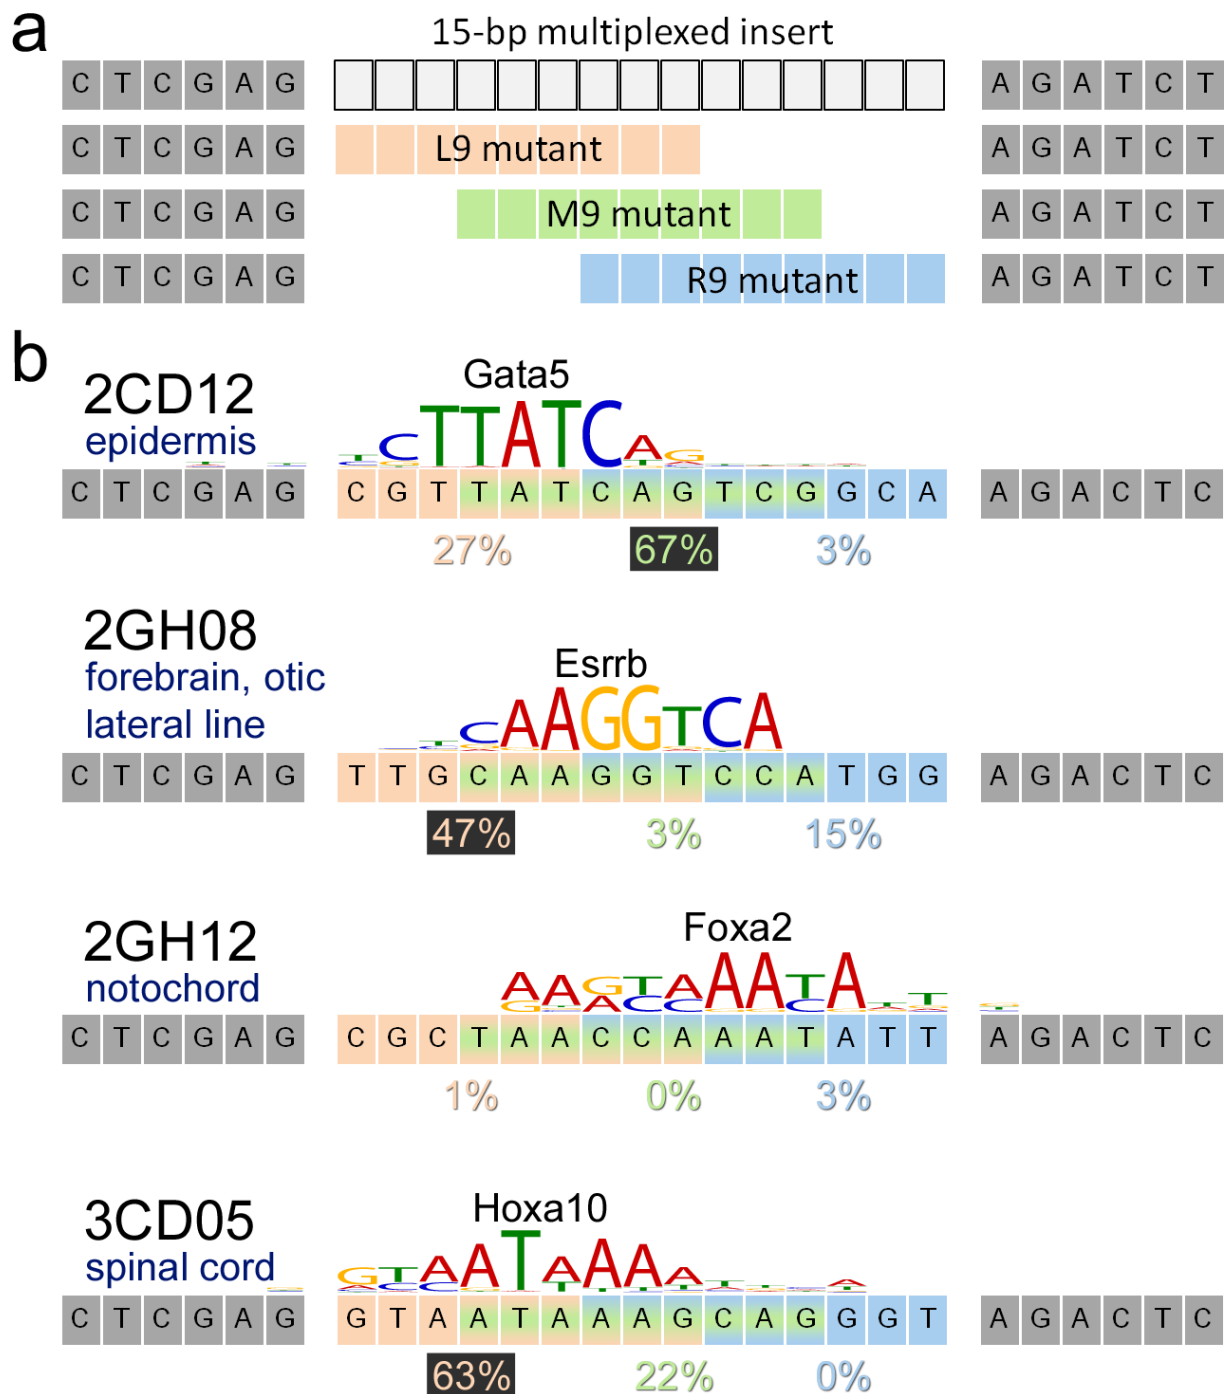 a
15-bp multiplexed insert
C T C G A G A G A T C T
C T C G A G L9 mutant A G A T C T
C T C G A G M9 mutant A G A T C T
C T C G A G R9 mutant A G A T C T
b
2CD12
epidermis
Gata5
T C T T A T C A G
C T C G A G C G T T A T C A G T C G G C A A G A C T C
27% 67% 3%
2GH08
forebrain, otic
lateral line
Esrrb
T C A A G G T C A
C T C G A G T T G C A A G G T C C A T G G A G A C T C
47% 3% 15%
2GH12
notochord
Foxa2
A A G T A A A T A T T
C T C G A G C G C T A A C C A A A T A T T A G A C T C
1% 0% 3%
3CD05
spinal cord
Hoxa10
G T A A T A A A A T T A
C T C G A G G T A A T A A A G C A G G G T A G A C T C
63% 22% 0%